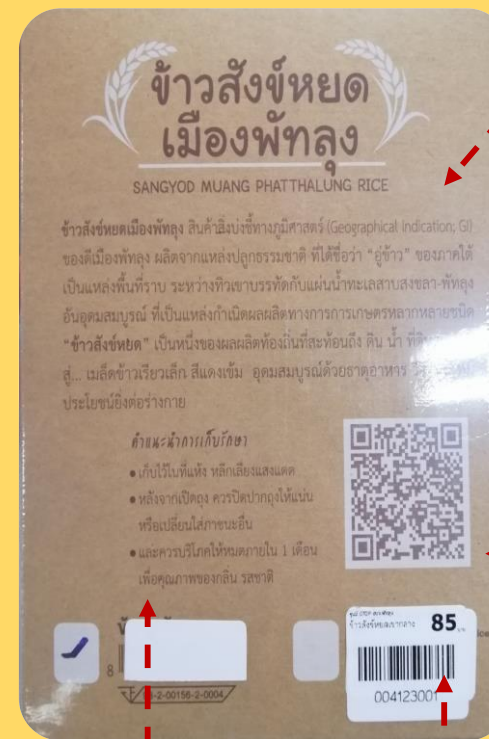 ข้าวสังข์หยด
เมืองพัทลุง
SANGYOD MUANG PHATTHALUNG RICE
ข้าวสังข์หยดเมืองพัทลุง สินค้าสิ่งบ่งชี้ทางภูมิศาสตร์ (Geographical Indication; GI)
ของดีเมืองพัทลุง ผลิตจากแหล่งปลูกธรรมชาติ ที่ได้ชื่อว่า "อู่ข้าว" ของภาคใต้
เป็นแหล่งพื้นที่ราบ ระหว่างทิวเขาบรรทัดกับแผ่นน้ำทะเลสาบสงขลา-พัทลุง
อันอุดมสมบูรณ์ ที่เป็นแหล่งกำเนิดผลผลิตทางการการเกษตรหลากหลายชนิด
"ข้าวสังข์หยด" เป็นหนึ่งของผลผลิตท้องถิ่นที่สะท้อนถึง ดิน น้ำ
สู่... เมล็ดข้าวเรียวเล็ก สีแดงเข้ม อุดมสมบูรณ์ด้วยธาตุอาหาร
ประโยชน์ยิ่งต่อร่างกาย
คำแนะนำการเก็บรักษา
• เก็บไว้ในที่แห้ง หลีกเลี่ยงแสงแดด
• หลังจากเปิดถุง ควรปิดปากถุงให้แน่น
หรือเปลี่ยนใส่ภาชนะอื่น
• และควรบริโภคให้หมดภายใน 1 เดือน
เพื่อคุณภาพของกลิ่น รสชาติ
85
8
-2-00156-2-0004
004123001